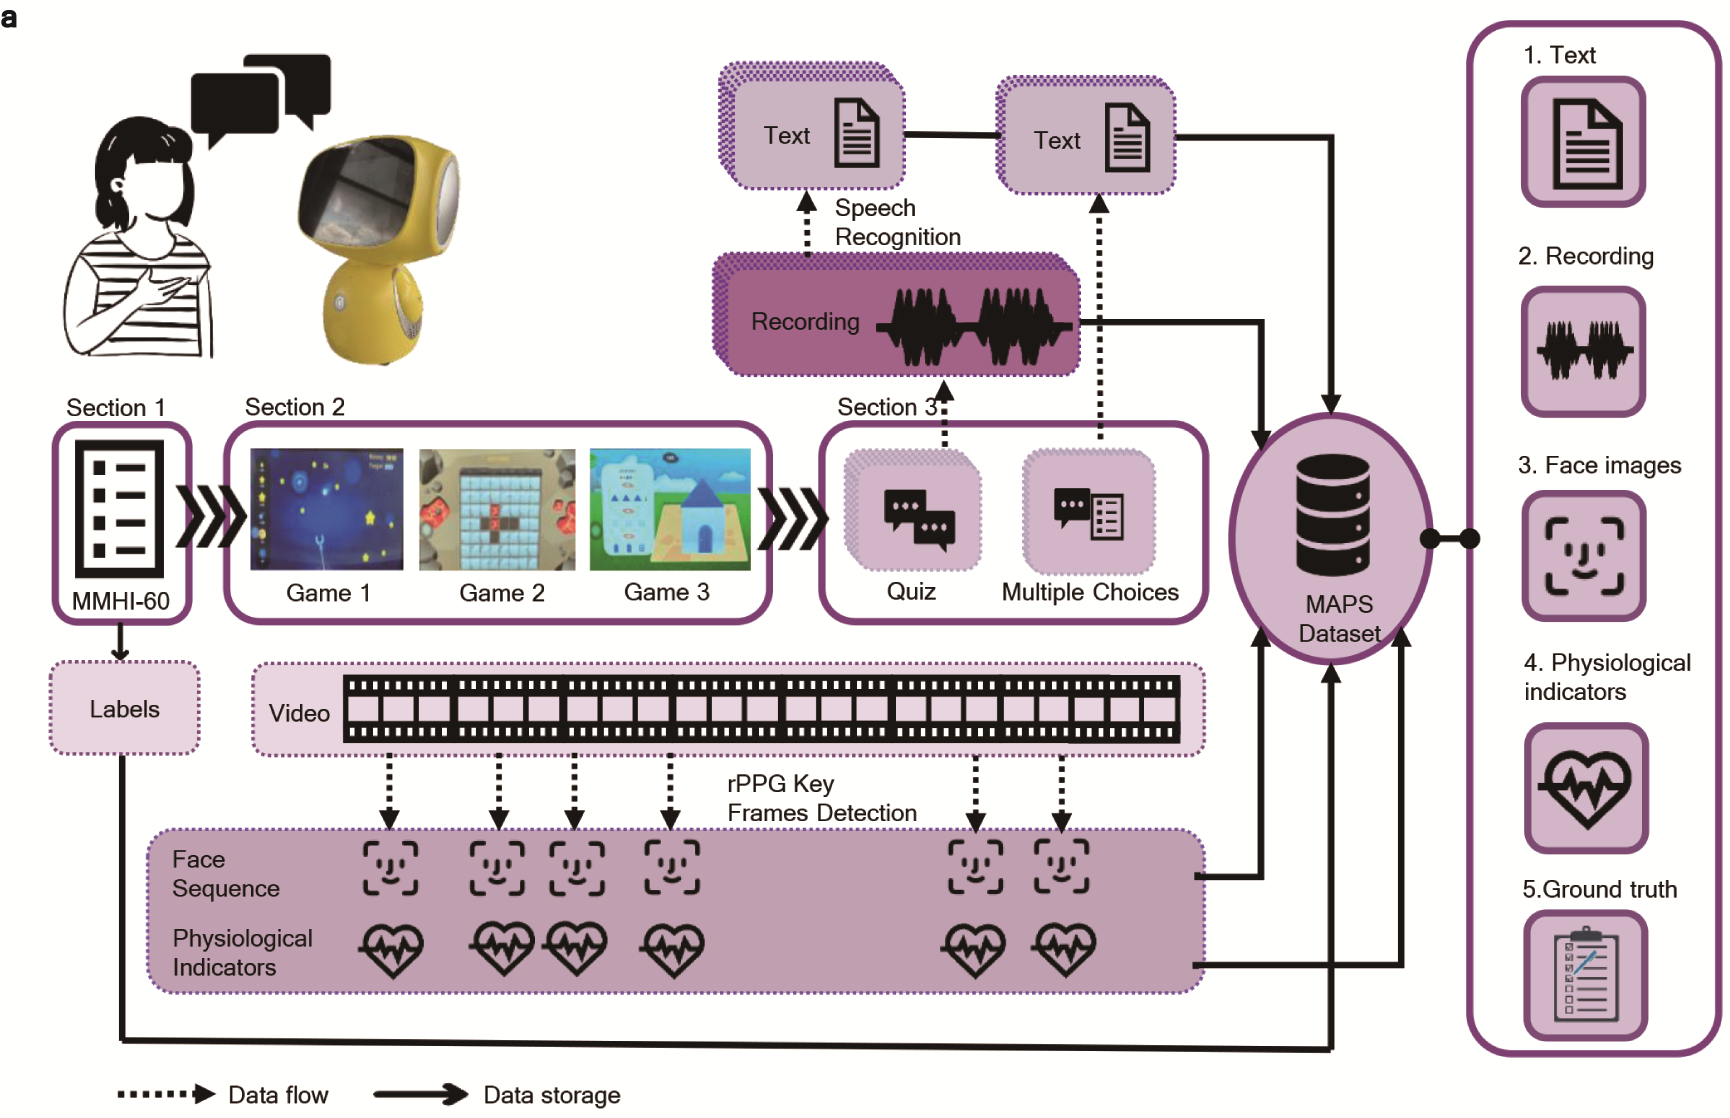 a
Text
Text
Speech
Recognition
Recording
Section 1
Section 2
Section 3
MMHI-60
Game 1
Game 2
Game 3
Quiz
Multiple Choices
MAPS
Dataset
Labels
Video
rPPG Key
Frames Detection
Face
Sequence
Physiological
Indicators
Data flow
Data storage
1. Text
2. Recording
3. Face images
4. Physiological
indicators
5.Ground truth